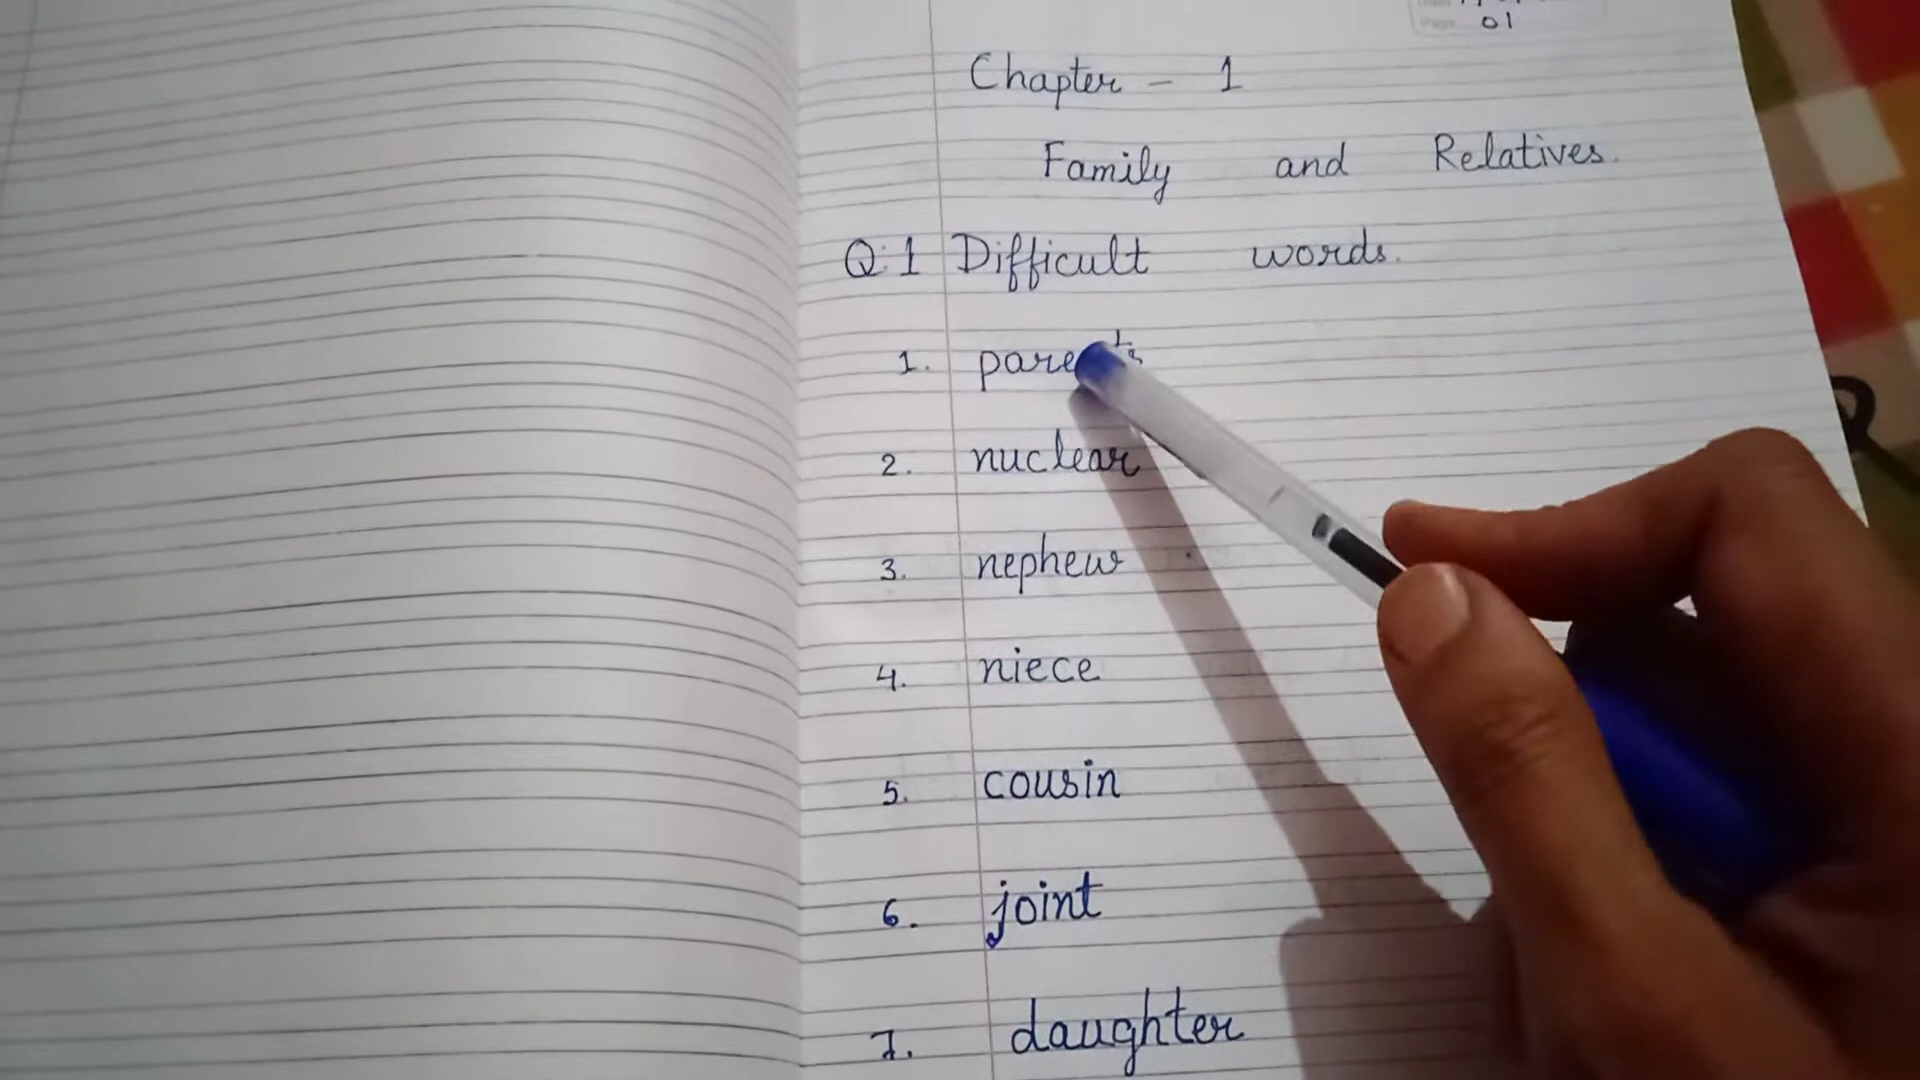 Page 01
Chapter - 1
Family and Relatives.
Q.1 Difficult words.
1.
2. nuclear
3. nephew
4. niece
5. cousin
6. joint
7. daughter